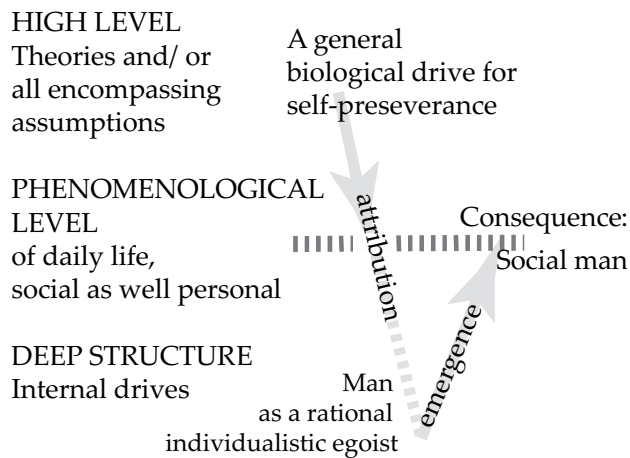 HIGH LEVEL
Theories and/ or
all encompassing
assumptions
A general
biological drive for
self-preseverance
PHENOMENOLOGICAL
LEVEL
of daily life,
social as well personal
attribution
Consequence:
Social man
DEEP STRUCTURE
Internal drives
Man
as a rational
individualistic egoist
emergence